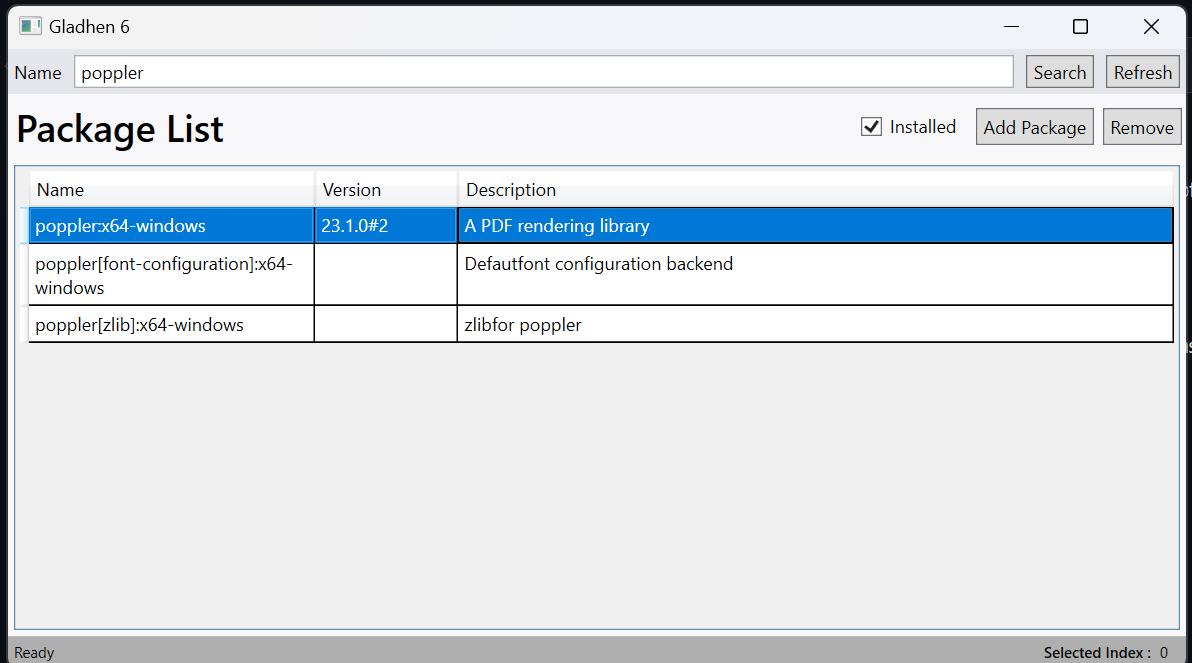 Gladhen 6
Name poppler Search Refresh
Package List Installed Add Package Remove
Name Version Description
poppler:x64-windows 23.1.0#2 A PDF rendering library
poppler[font-configuration]:x64- Defautfont configuration backend
windows
poppler[zlib]:x64-windows zlibfor poppler
Ready Selected Index : 0